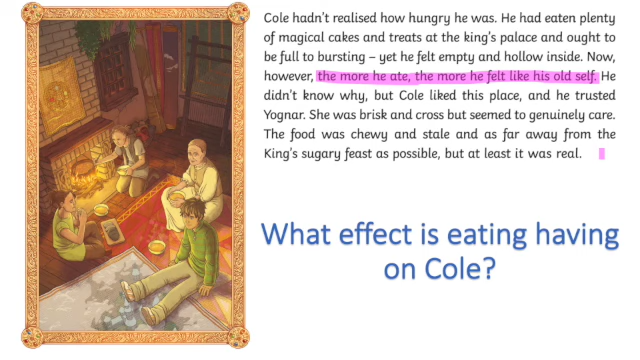 Cole hadn't realised how hungry he was. He had eaten plenty
of magical cakes and treats at the king's palace and ought to
be full to bursting – yet he felt empty and hollow inside. Now,
however, the more he ate, the more he felt like his old self. He
didn't know why, but Cole liked this place, and he trusted
Yognar. She was brisk and cross but seemed to genuinely care.
The food was chewy and stale and as far away from the
King's sugary feast as possible, but at least it was real.
What effect is eating having
on Cole?